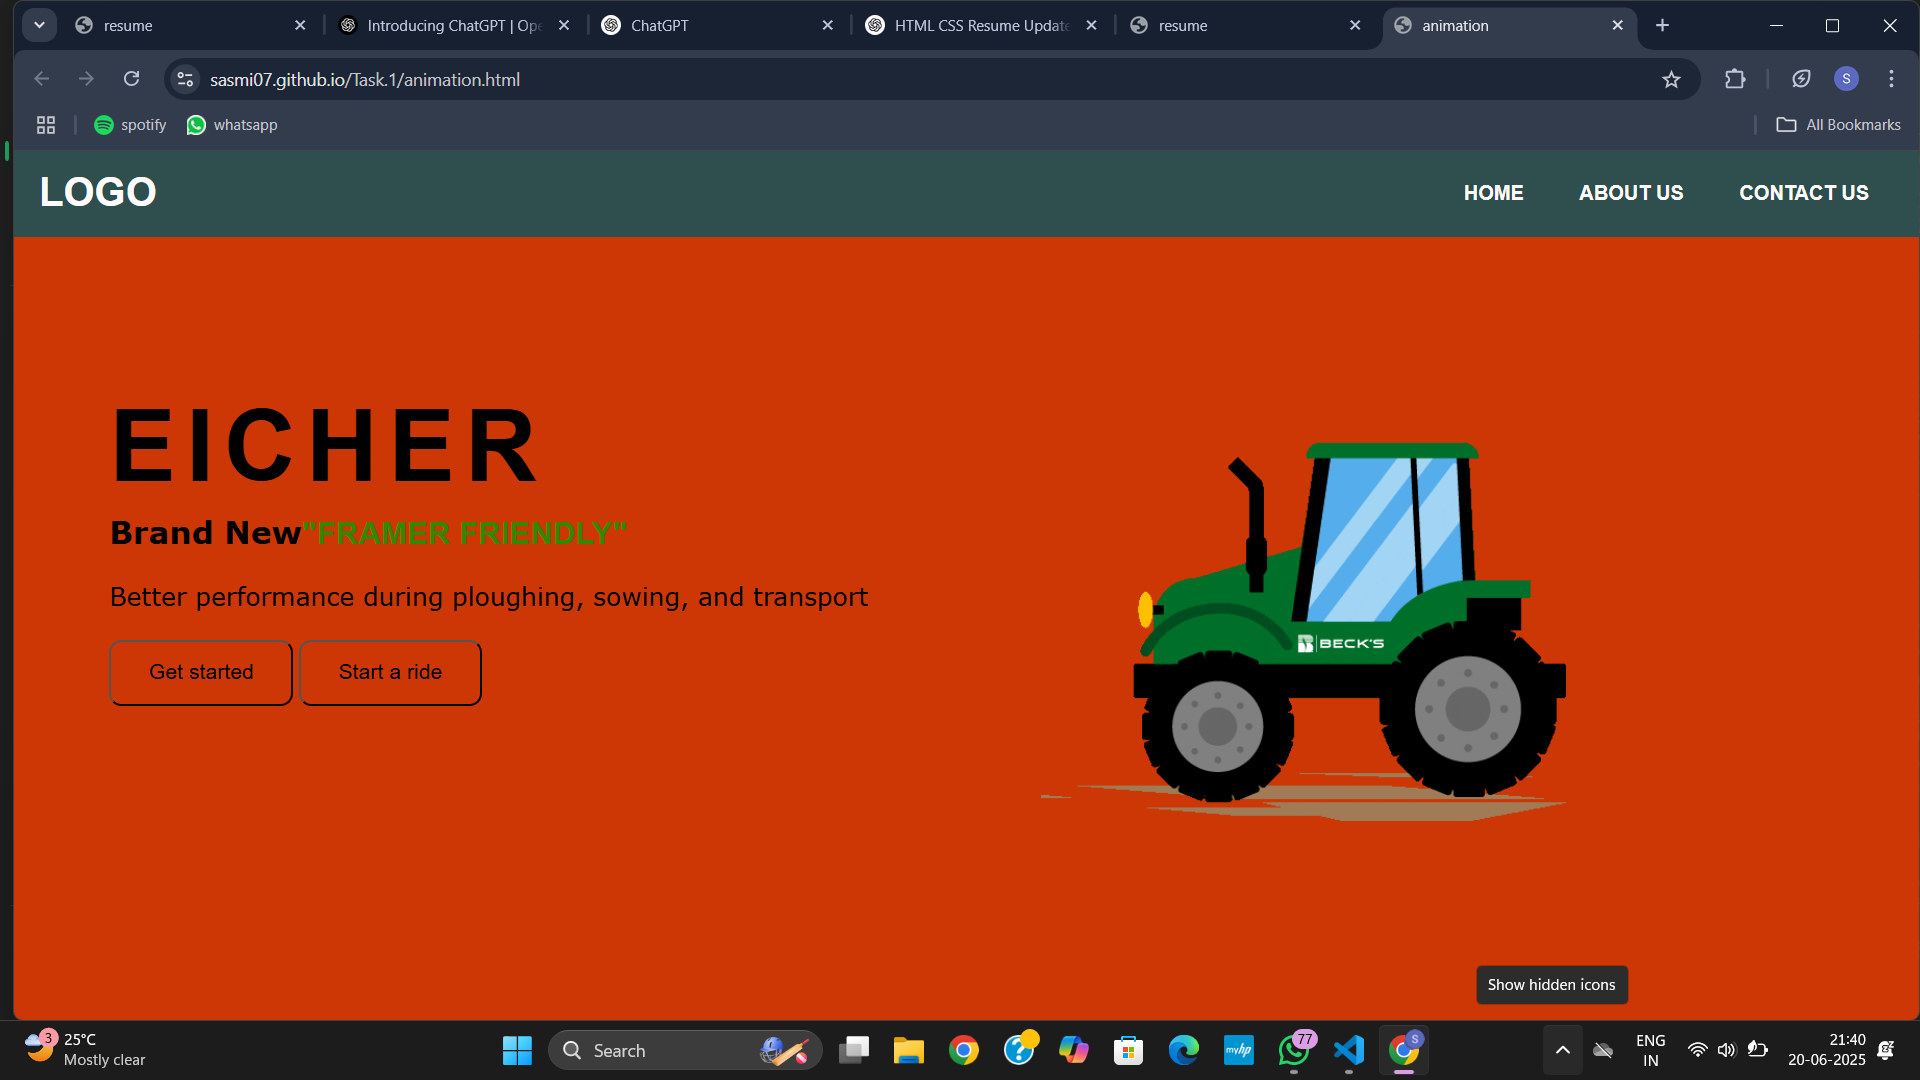 resume
Introducing ChatGPT | Ope
ChatGPT
HTML CSS Resume Update
resume
animation
sasmi07.github.io/Task.1/animation.html
S
spotify
whatsapp
All Bookmarks
LOGO
HOME
ABOUT US
CONTACT US
EICHER
Brand New"FRAMER FRIENDLY"
Better performance during ploughing, sowing, and transport
Get started
Start a ride
BECK'S
Show hidden icons
3
25°C
Mostly clear
Search
myhp
77
S
ENG
IN
21:40
20-06-2025